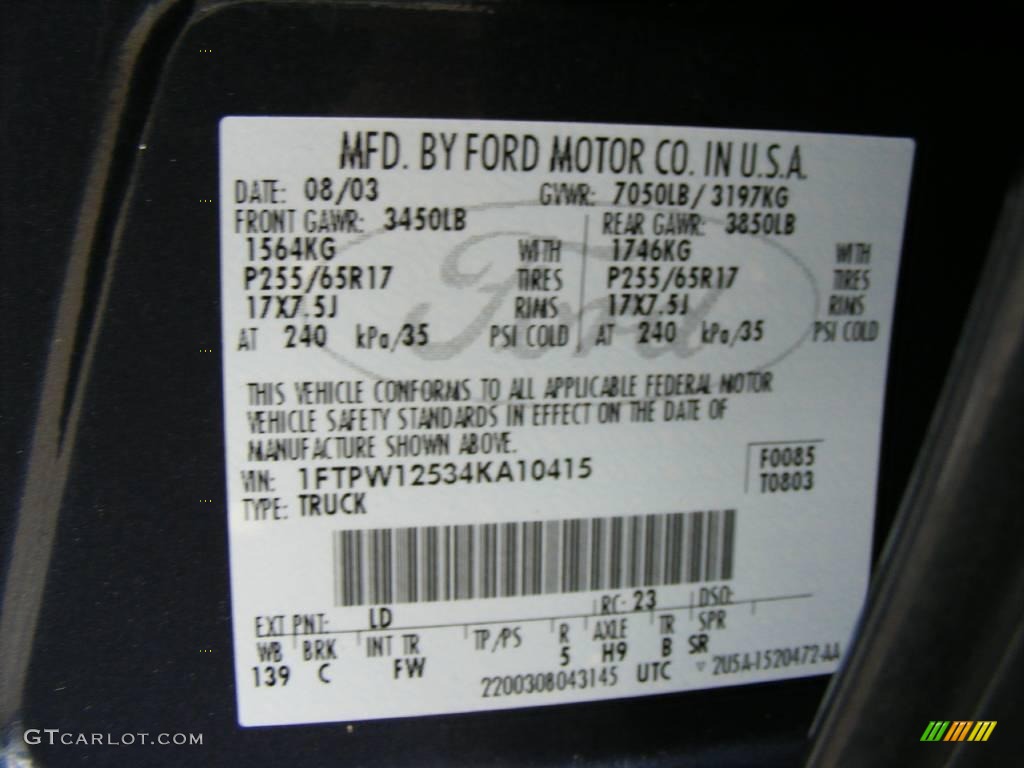 MFD. BY FORD MOTOR CO. IN U.S.A.
DATE: 08/03 GVWR: 7050LB/ 3197KG
FRONT GAWR: 3450LB REAR GAWR: 3850LB
1564KG WITH 1746KG WITH
P255/65R17 TIRES P255/65R17 TIRES
17X7.5J RIMS 17X7.5J RIMS
AT 240 kPa/35 PSI COLD AT 240 kPa/35 PSI COLD
Ford
THIS VEHICLE CONFORMS TO ALL APPLICABLE FEDERAL MOTOR
VEHICLE SAFETY STANDARDS IN EFFECT ON THE DATE OF
MANUFACTURE SHOWN ABOVE.
VIN: 1FTPW12534KA10415 F0085
TYPE: TRUCK T0803
EXT PNT: LD RC: 23 DSO:
WB BRK INT TR TP/PS R AXLE TR SPR
139 C FW 5 H9 B SR
2200308043145 UTC ▽ 2U5A-1520472-AA
GTCARLOT.COM